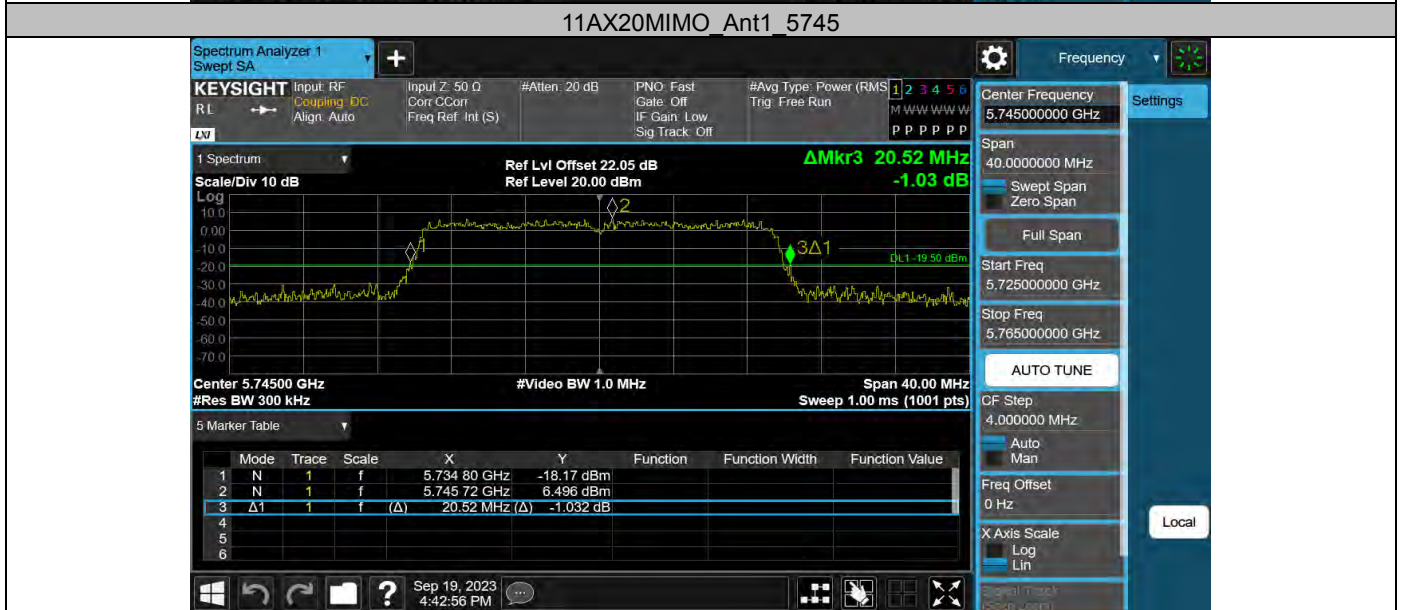 11AX20MIMO_Ant1_5745
Spectrum Analyzer 1
Swept SA
Frequency
KEYSIGHT Input: RF Input Z: 50 Ω #Atten: 20 dB PNO: Fast #Avg Type: Power (RMS 1 2 3 4 5 6
RL Coupling: DC Corr CCorr Gate: Off Trig: Free Run M W W W W W
Align: Auto Freq Ref: Int (S) IF Gain: Low
LXI Sig Track: Off P P P P P P
1 Spectrum
Ref Lvl Offset 22.05 dB
ΔMkr3 20.52 MHz
Scale/Div 10 dB
Ref Level 20.00 dBm
-1.03 dB
Log
10.0
0.00
-10.0
-20.0
-30.0
-40.0
-50.0
-60.0
-70.0
1
2
3Δ1
DL1 -19.50 dBm
Center 5.74500 GHz
#Video BW 1.0 MHz
Span 40.00 MHz
#Res BW 300 kHz
Sweep 1.00 ms (1001 pts)
5 Marker Table
Mode Trace Scale X Y Function Function Width Function Value
1 N 1 f 5.734 80 GHz -18.17 dBm
2 N 1 f 5.745 72 GHz 6.496 dBm
3 Δ1 1 f (Δ) 20.52 MHz (Δ) -1.032 dB
4
5
6
Sep 19, 2023
4:42:56 PM
Center Frequency
5.745000000 GHz
Settings
Span
40.0000000 MHz
Swept Span
Zero Span
Full Span
Start Freq
5.725000000 GHz
Stop Freq
5.765000000 GHz
AUTO TUNE
CF Step
4.000000 MHz
Auto
Man
Freq Offset
0 Hz
Local
X Axis Scale
Log
Lin
Signal Track